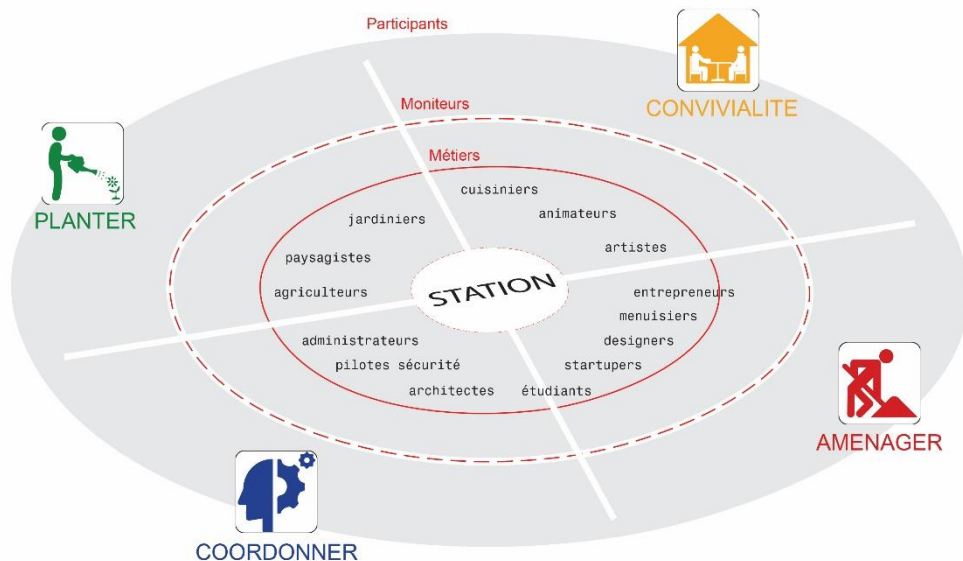 Participants
CONVIVIALITE
Moniteurs
Métiers
cuisiniers
PLANTER
jardiniers
animateurs
artistes
paysagistes
STATION
agriculteurs
entrepreneurs
menuisiers
administrateurs
designers
pilotes sécurité
startupers
architectes
étudiants
AMENAGER
COORDONNER